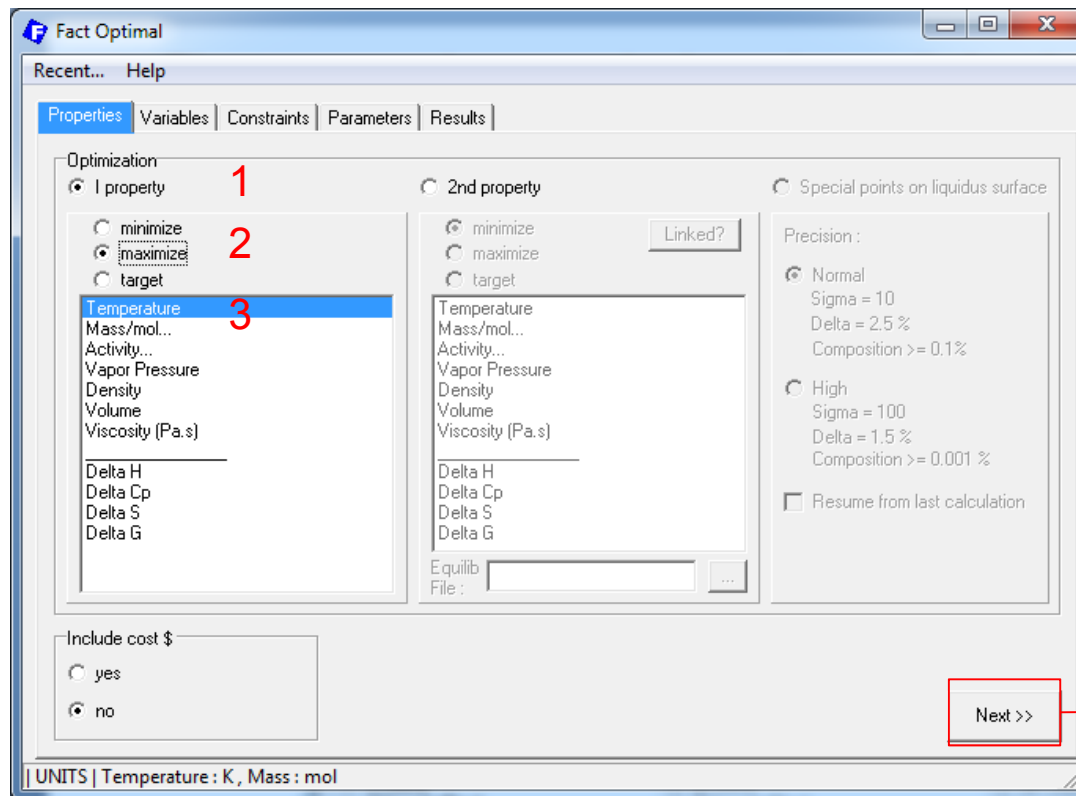 Fact Optimal
Recent... Help
Properties Variables Constraints Parameters Results
Optimization
1 property 1
minimize
maximize 2
target
Temperature 3
Mass/mol...
Activity...
Vapor Pressure
Density
Volume
Viscosity (Pa.s)
Delta H
Delta Cp
Delta S
Delta G
2nd property
minimize
maximize
target
Linked?
Temperature
Mass/mol...
Activity...
Vapor Pressure
Density
Volume
Viscosity (Pa.s)
Delta H
Delta Cp
Delta S
Delta G
Equilib
File :
...
Special points on liquidus surface
Precision :
Normal
Sigma = 10
Delta = 2.5 %
Composition >= 0.1%
High
Sigma = 100
Delta = 1.5 %
Composition >= 0.001 %
Resume from last calculation
Include cost $
yes
no
Next >>
| UNITS | Temperature : K , Mass : mol